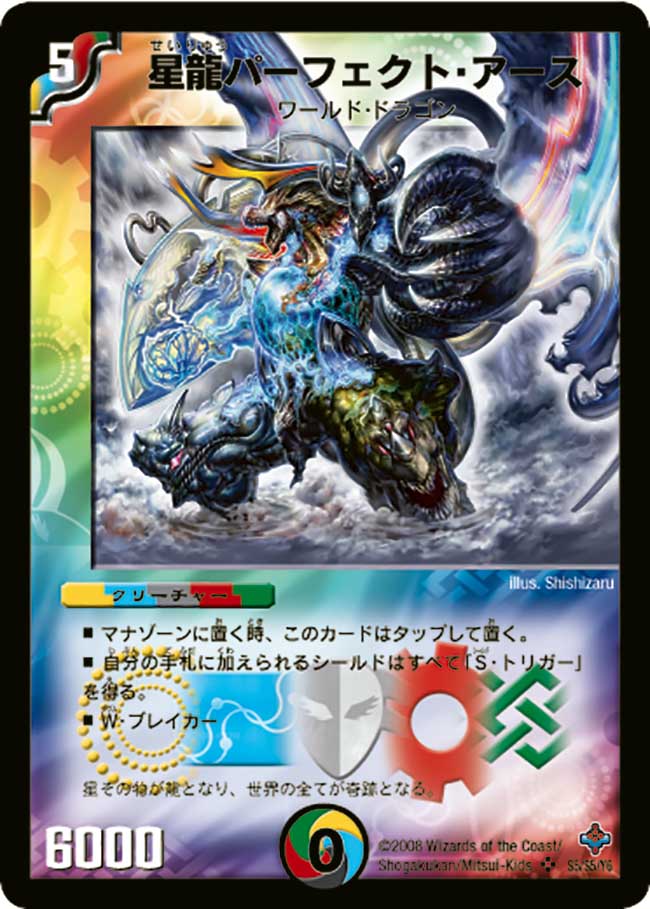 5
せいりゅう
星龍パーフェクト・アース
ワールド・ドラゴン
illus. Shishizaru
クリーチャー
■ マナゾーンに置く時、このカードはタップして置く。
■ 自分の手札に加えられるシールドはすべて「S・トリガー」
を得る。
■ W・ブレイカー
星その物が龍となり、世界の全てが奇跡となる。
6000
0
©2008 Wizards of the Coast/
Shogakukan/Mitsui-Kids S5/S5/Y6